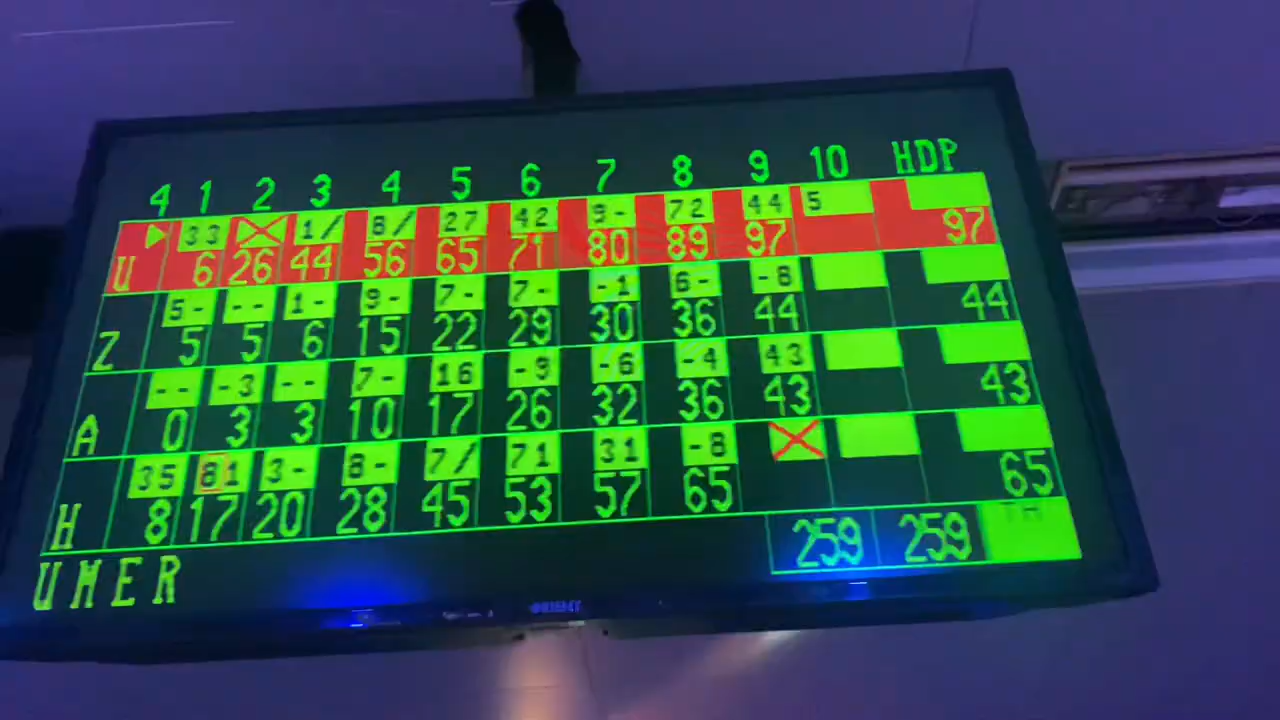 4 1 2 3 4 5 6 7 8 9 10 HDP
33 X 1/ 8/ 27 42 9- 72 44 5
U 6 26 44 56 65 71 80 89 97 97
5- -- 1- 9- 7- 7- -1 6- -8
Z 5 5 6 15 22 29 30 36 44 44
-- -3 -- 7- 16 -9 -6 -4 43
A 0 3 3 10 17 26 32 36 43 43
35 81 3- 8- 7/ 71 31 -8 X
H 8 17 20 28 45 53 57 65 65
259 259 TH
UMER
ORIENT